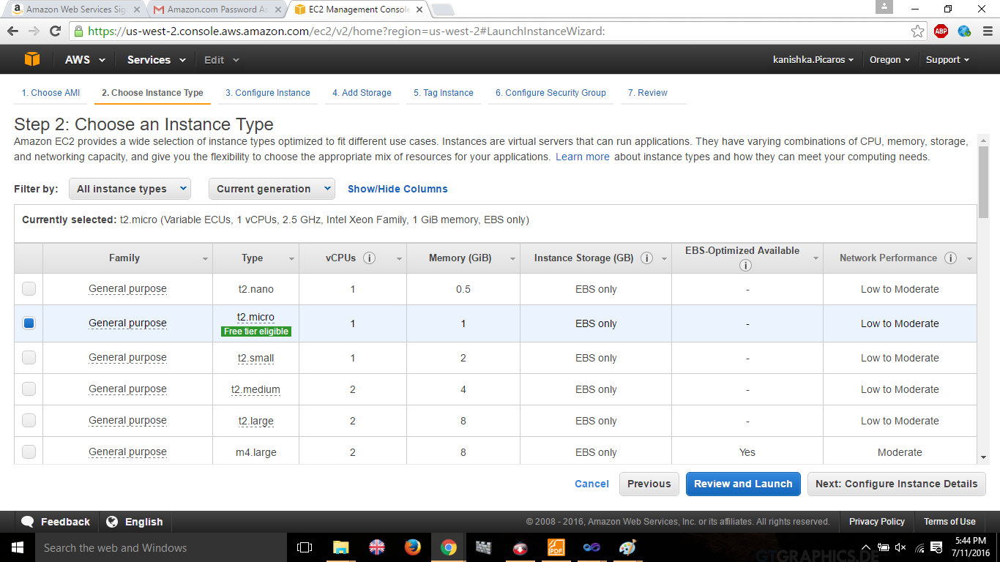 Amazon Web Services Sig
Amazon.com Password As
EC2 Management Console
https://us-west-2.console.aws.amazon.com/ec2/v2/home?region=us-west-2#LaunchInstanceWizard:
ABP
AWS Services Edit kanishka.Picaros Oregon Support
1. Choose AMI 2. Choose Instance Type 3. Configure Instance 4. Add Storage 5. Tag Instance 6. Configure Security Group 7. Review
Step 2: Choose an Instance Type
Amazon EC2 provides a wide selection of instance types optimized to fit different use cases. Instances are virtual servers that can run applications. They have varying combinations of CPU, memory, storage,
and networking capacity, and give you the flexibility to choose the appropriate mix of resources for your applications. Learn more about instance types and how they can meet your computing needs.
Filter by: All instance types Current generation Show/Hide Columns
Currently selected: t2.micro (Variable ECUs, 1 vCPUs, 2.5 GHz, Intel Xeon Family, 1 GiB memory, EBS only)
Family Type vCPUs i Memory (GiB) Instance Storage (GB) i EBS-Optimized Available i Network Performance i
General purpose t2.nano 1 0.5 EBS only - Low to Moderate
General purpose t2.micro 1 1 EBS only - Low to Moderate
Free tier eligible
General purpose t2.small 1 2 EBS only - Low to Moderate
General purpose t2.medium 2 4 EBS only - Low to Moderate
General purpose t2.large 2 8 EBS only - Low to Moderate
General purpose m4.large 2 8 EBS only Yes Moderate
Cancel Previous Review and Launch Next: Configure Instance Details
Feedback English © 2008 - 2016, Amazon Web Services, Inc. or its affiliates. All rights reserved. Privacy Policy Terms of Use
Search the web and Windows
PDF
5:44 PM
7/11/2016
GTGRAPHICS.DE